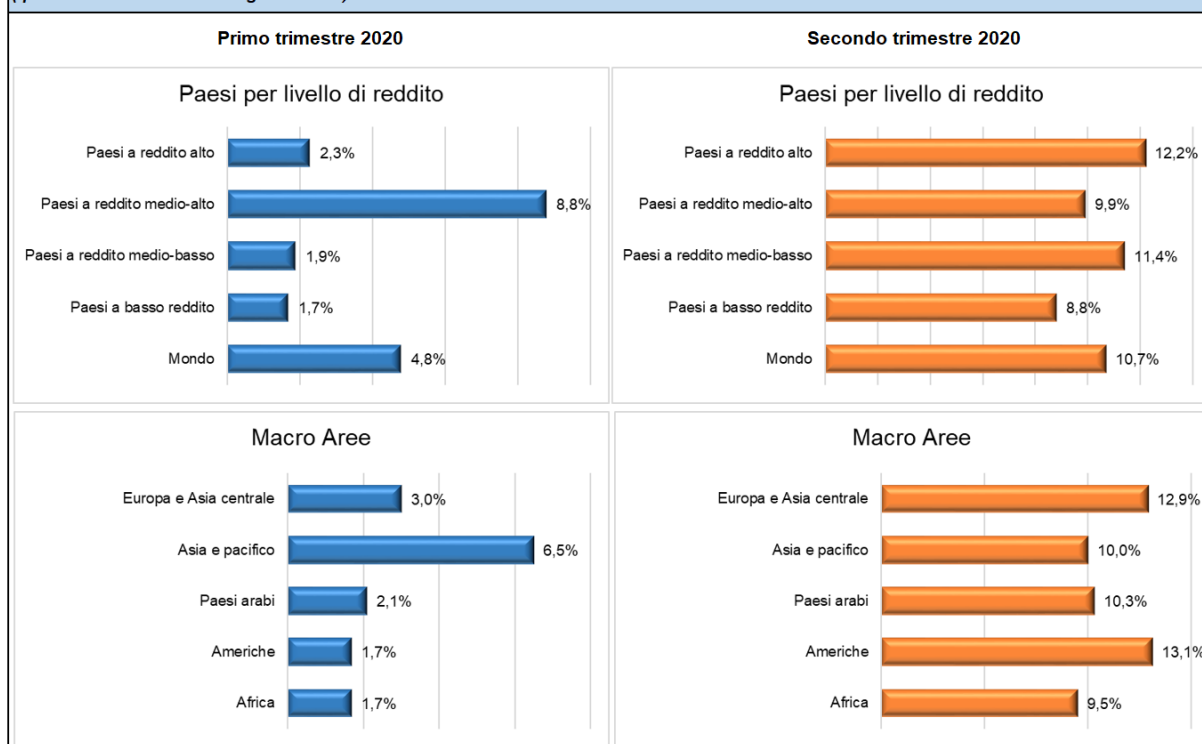 Primo trimestre 2020
Secondo trimestre 2020
Paesi per livello di reddito
Paesi a reddito alto 2,3%
Paesi a reddito medio-alto 8,8%
Paesi a reddito medio-basso 1,9%
Paesi a basso reddito 1,7%
Mondo 4,8%
Paesi per livello di reddito
Paesi a reddito alto 12,2%
Paesi a reddito medio-alto 9,9%
Paesi a reddito medio-basso 11,4%
Paesi a basso reddito 8,8%
Mondo 10,7%
Macro Aree
Europa e Asia centrale 3,0%
Asia e pacifico 6,5%
Paesi arabi 2,1%
Americhe 1,7%
Africa 1,7%
Macro Aree
Europa e Asia centrale 12,9%
Asia e pacifico 10,0%
Paesi arabi 10,3%
Americhe 13,1%
Africa 9,5%